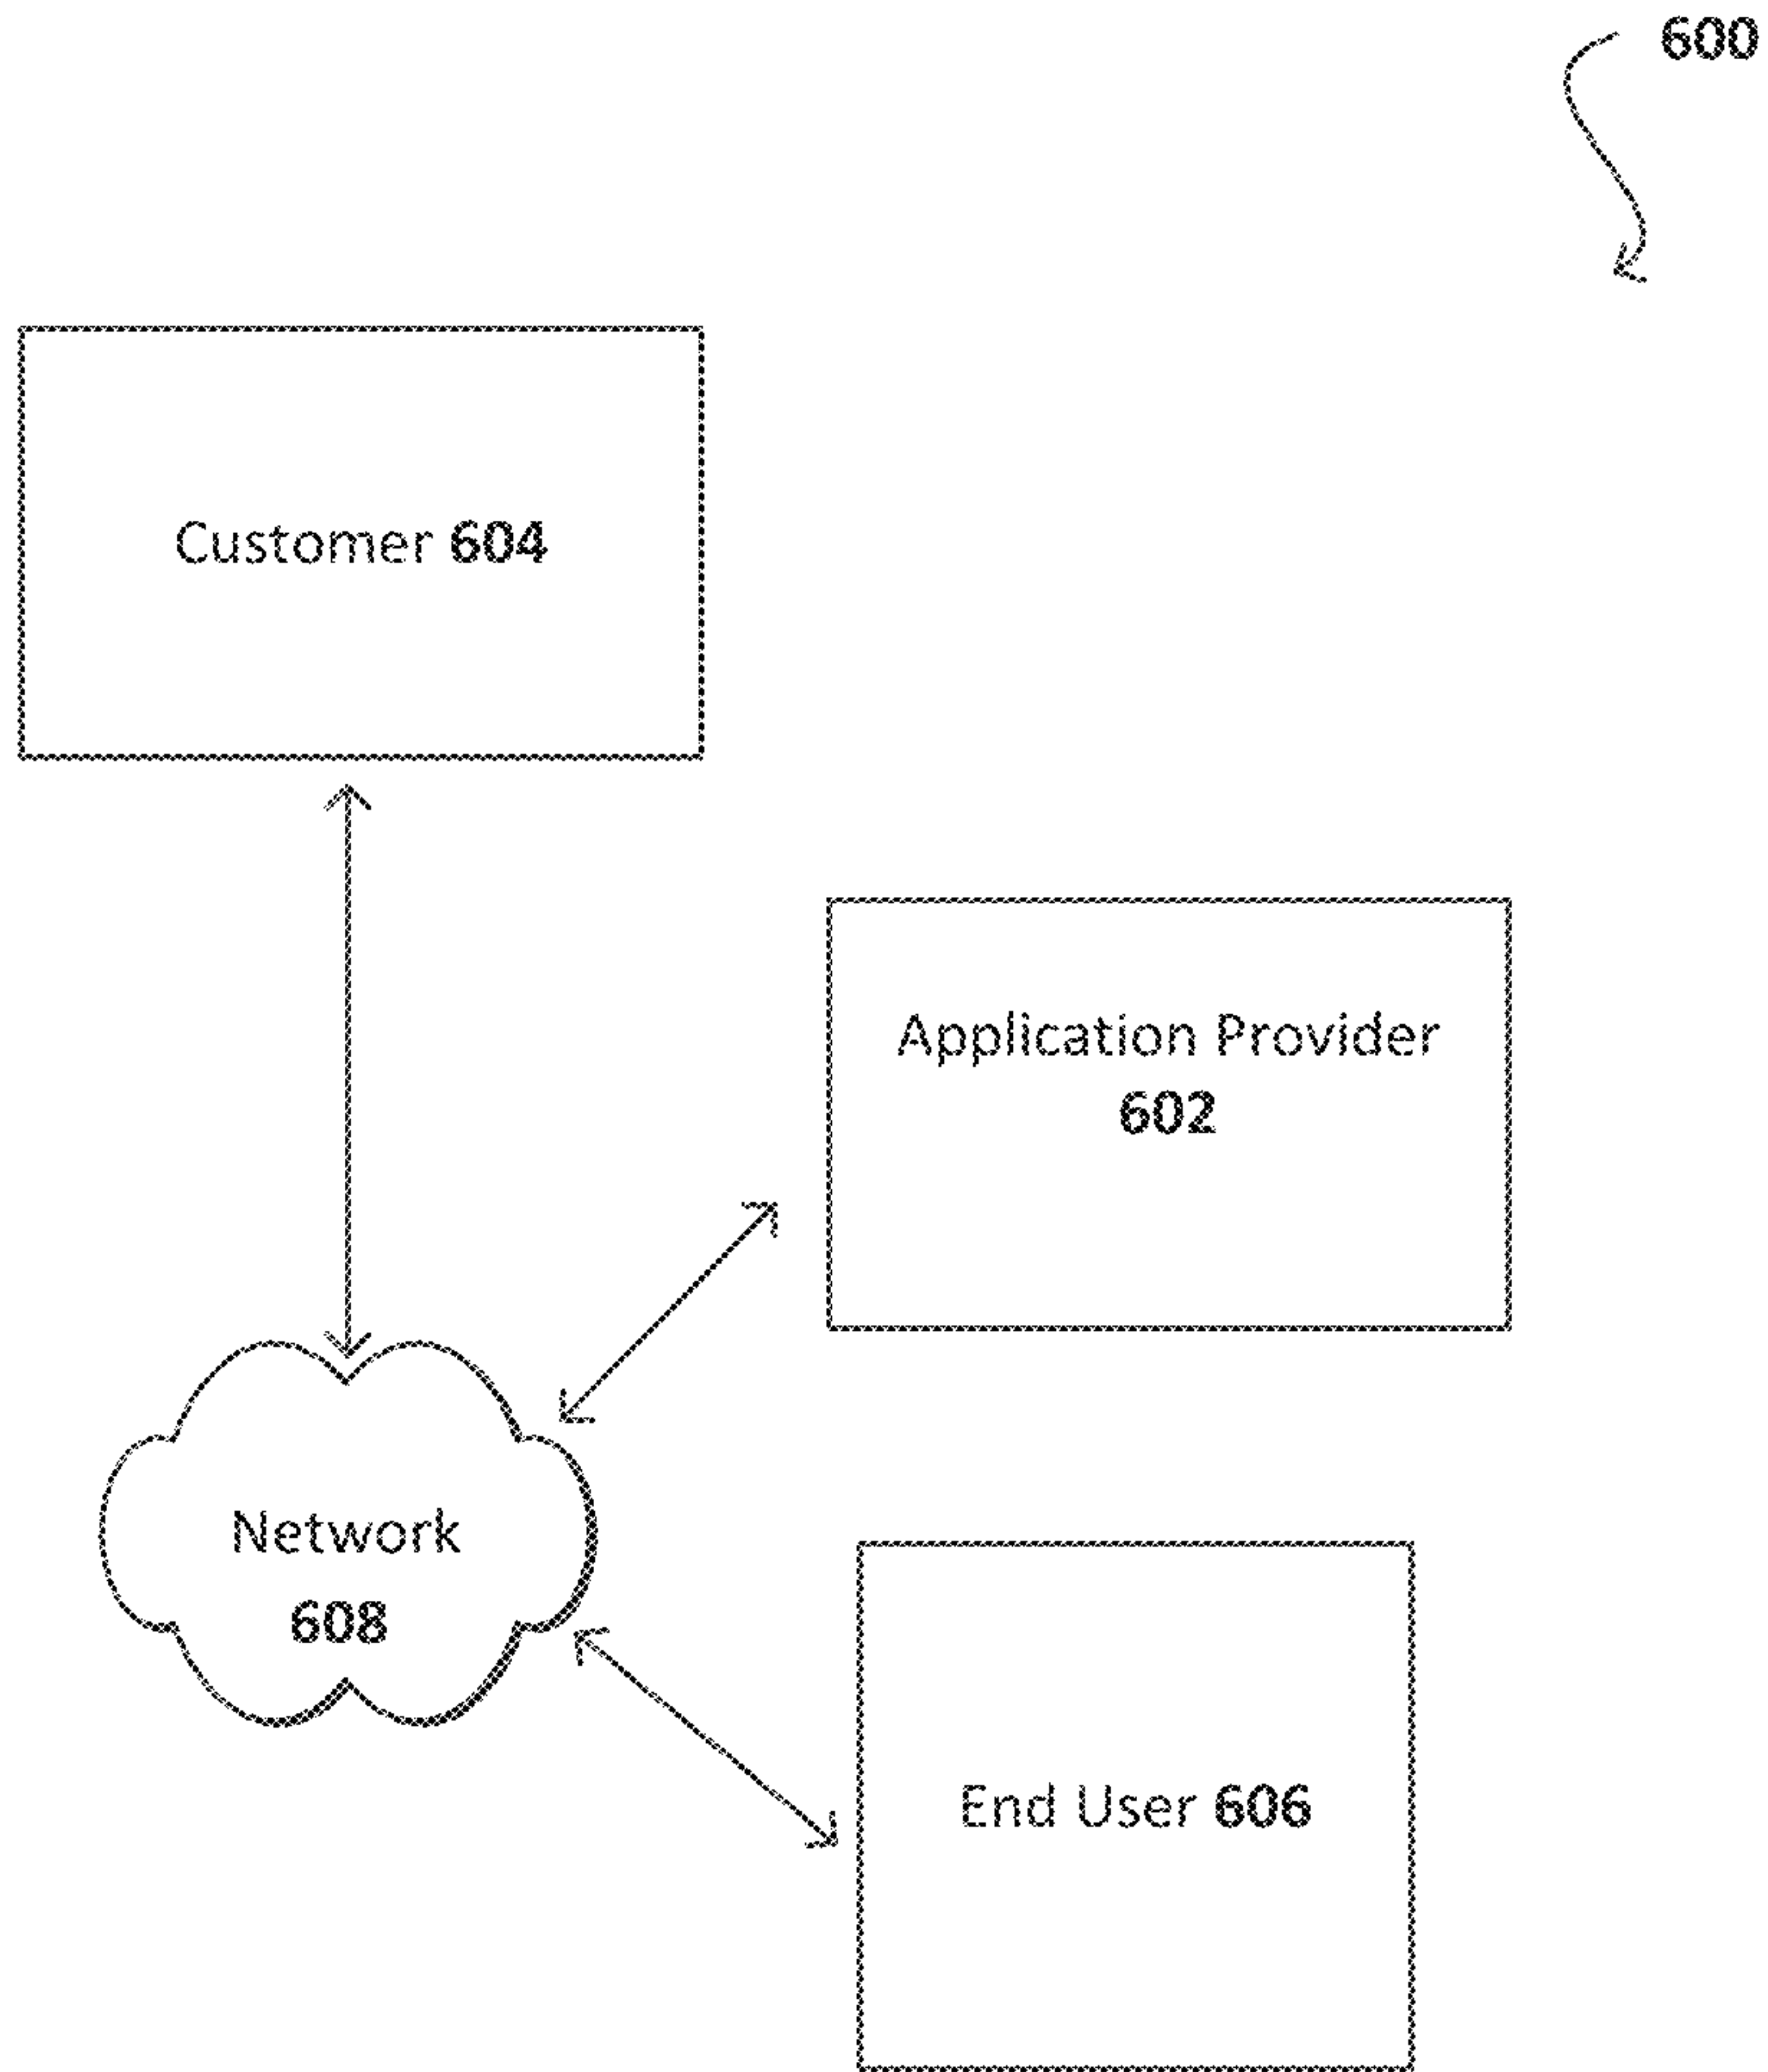 600
Customer 604
Application Provider
602
Network
608
End User 606